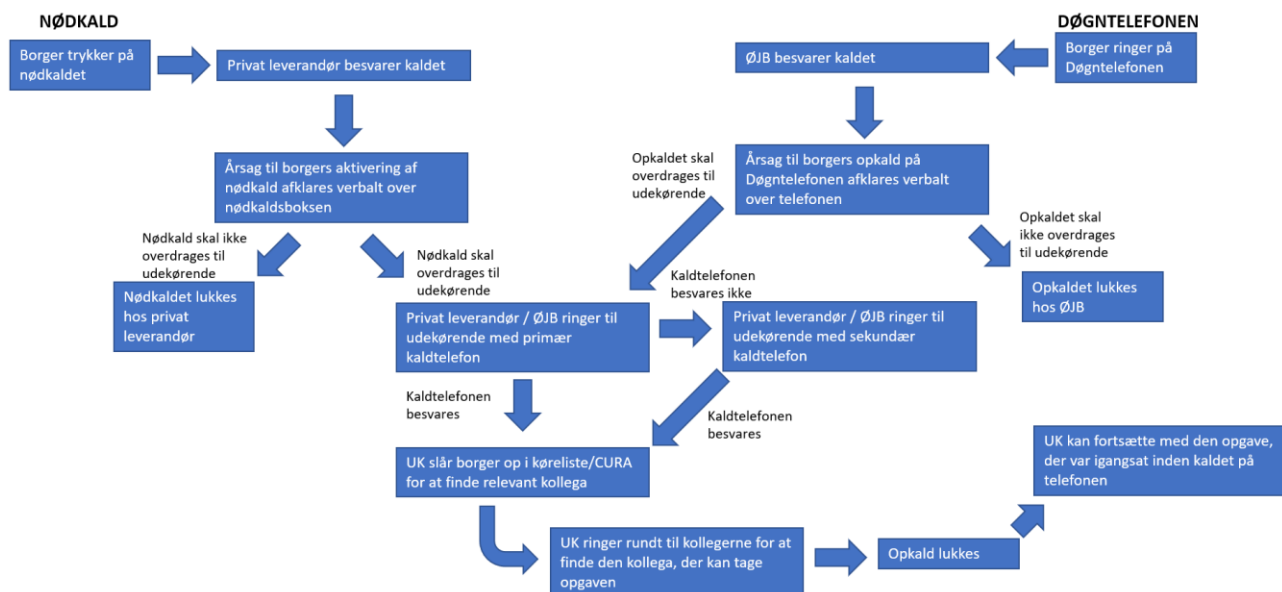 NØDKALD
DØGNTELEFONEN
Borger trykker på
nødkaldet
Privat leverandør besvarer kaldet
ØJB besvarer kaldet
Borger ringer på
Døgntelefonen
Årsag til borgers aktivering af
nødkald afklares verbalt over
nødkaldsboksen
Opkaldet skal
overdrages til
udekørende
Årsag til borgers opkald på
Døgntelefonen afklares verbalt
over telefonen
Nødkald skal ikke
overdrages til
udekørende
Nødkald skal
overdrages til
udekørende
Kaldtelefonen
besvares ikke
Opkaldet skal
ikke overdrages
til udekørende
Nødkaldet lukkes
hos privat
leverandør
Privat leverandør / ØJB ringer til
udekørende med primær
kaldtelefon
Privat leverandør / ØJB ringer til
udekørende med sekundær
kaldtelefon
Opkaldet lukkes
hos ØJB
Kaldtelefonen
besvares
Kaldtelefonen
besvares
UK slår borger op i køreliste/CURA
for at finde relevant kollega
UK kan fortsætte med den opgave,
der var igangsat inden kaldet på
telefonen
UK ringer rundt til kollegerne for at
finde den kollega, der kan tage
opgaven
Opkald lukkes